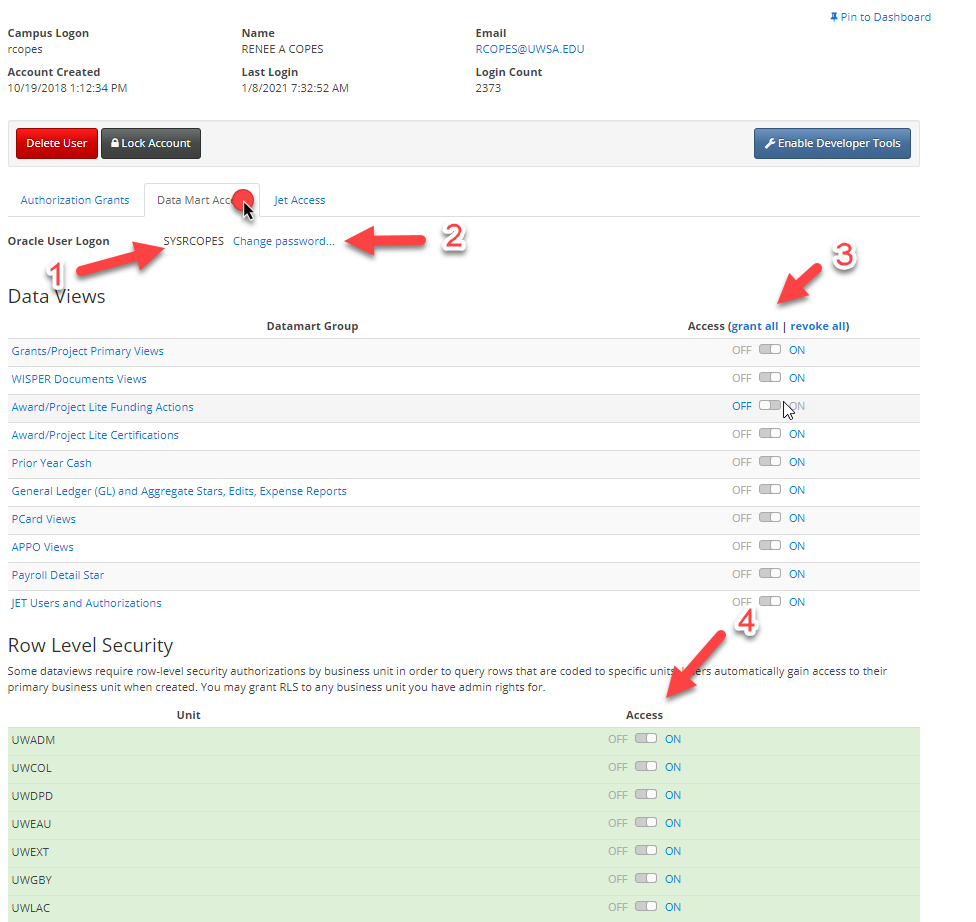 Pin to Dashboard
Campus Logon Name Email
rcopes RENEE A COPES RCOPES@UWSA.EDU
Account Created Last Login Login Count
10/19/2018 1:12:34 PM 1/8/2021 7:32:52 AM 2373
Delete User Lock Account Enable Developer Tools
Authorization Grants Data Mart Acc Jet Access
Oracle User Logon SYSRCOPES Change password... 2
1 3
Data Views
Datamart Group Access (grant all | revoke all)
Grants/Project Primary Views OFF ON
WISPER Documents Views OFF ON
Award/Project Lite Funding Actions OFF ON
Award/Project Lite Certifications OFF ON
Prior Year Cash OFF ON
General Ledger (GL) and Aggregate Stars, Edits, Expense Reports OFF ON
PCard Views OFF ON
APPO Views OFF ON
Payroll Detail Star OFF ON
JET Users and Authorizations OFF ON
4
Row Level Security
Some dataviews require row-level security authorizations by business unit in order to query rows that are coded to specific units. automatically gain access to their
primary business unit when created. You may grant RLS to any business unit you have admin rights for.
Unit Access
UWADM OFF ON
UWCOL OFF ON
UWDPD OFF ON
UWEAU OFF ON
UWEXT OFF ON
UWGBY OFF ON
UWLAC OFF ON